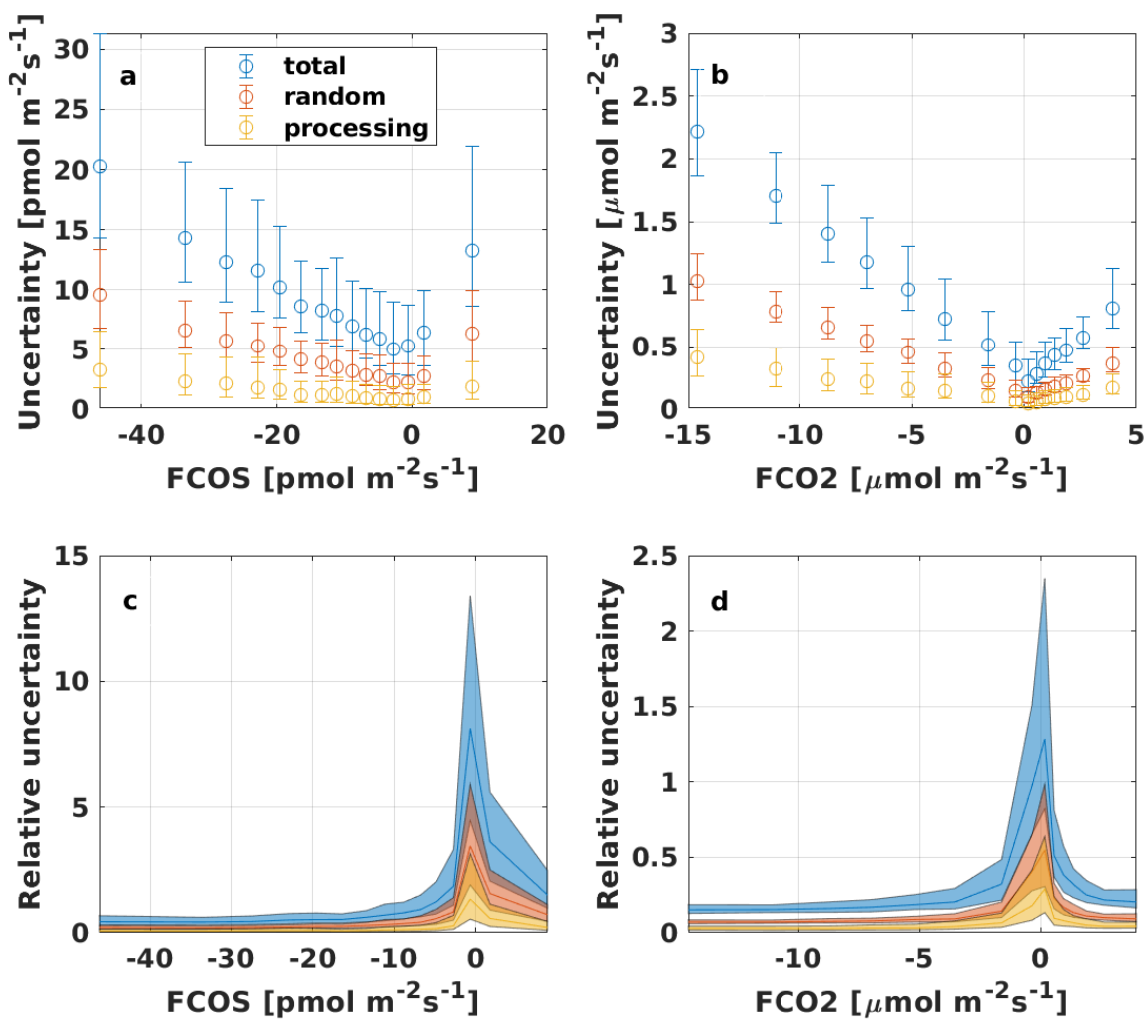 a
total
random
processing
30
25
20
15
10
5
0
-40
-20
0
20
Uncertainty [pmol m⁻²s⁻¹]
FCOS [pmol m⁻²s⁻¹]
b
3
2.5
2
1.5
1
0.5
0
-15
-10
-5
0
5
Uncertainty [μmol m⁻²s⁻¹]
FCO2 [μmol m⁻²s⁻¹]
c
15
10
5
0
-40
-30
-20
-10
0
Relative uncertainty
FCOS [pmol m⁻²s⁻¹]
d
2.5
2
1.5
1
0.5
0
-10
-5
0
Relative uncertainty
FCO2 [μmol m⁻²s⁻¹]